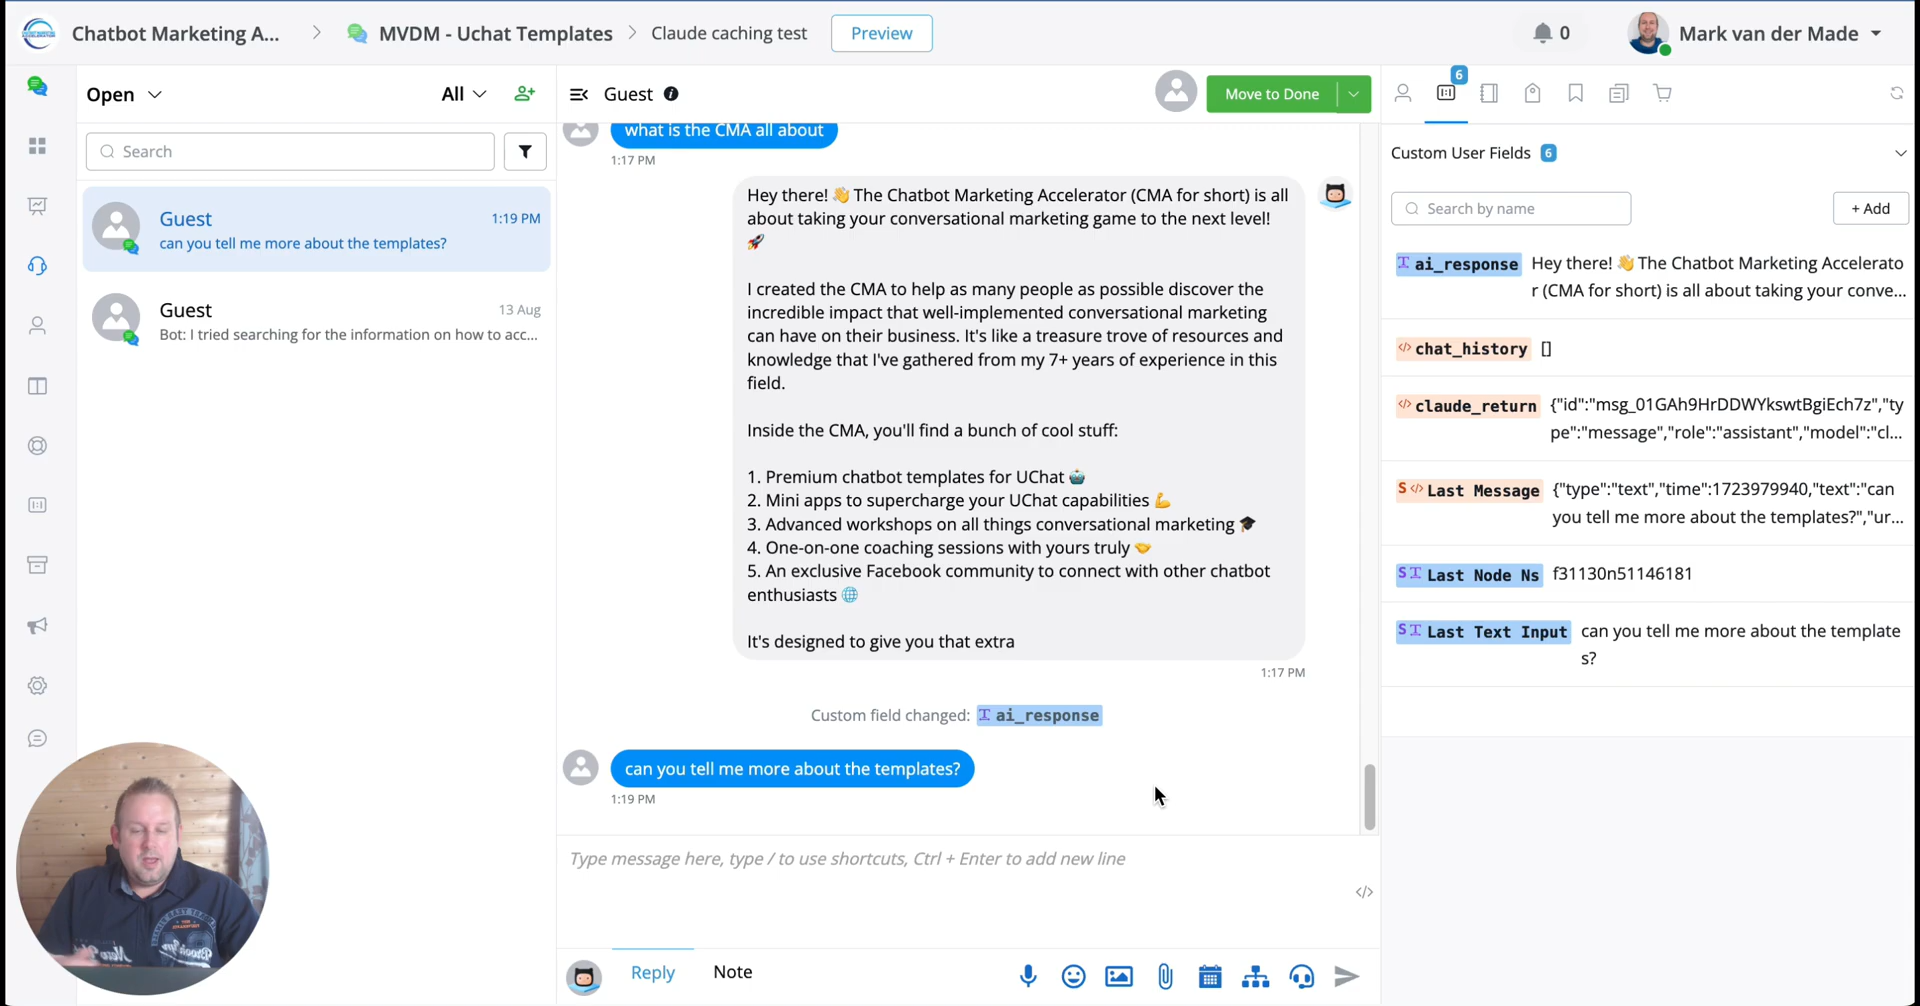 Chatbot Marketing A...
MVDM - Uchat Templates
Claude caching test
Preview
0
Mark van der Made
Open
All
Guest
Move to Done
6
Search
Custom User Fields 6
Search by name
+ Add
Guest
1:19 PM
can you tell me more about the templates?
Guest
13 Aug
Bot: I tried searching for the information on how to acc...
what is the CMA all about
1:17 PM
Hey there! 👋 The Chatbot Marketing Accelerator (CMA for short) is all
about taking your conversational marketing game to the next level!
🚀
I created the CMA to help as many people as possible discover the
incredible impact that well-implemented conversational marketing
can have on their business. It's like a treasure trove of resources and
knowledge that I've gathered from my 7+ years of experience in this
field.
Inside the CMA, you'll find a bunch of cool stuff:
1. Premium chatbot templates for UChat 🤖
2. Mini apps to supercharge your UChat capabilities 💪
3. Advanced workshops on all things conversational marketing 🎓
4. One-on-one coaching sessions with yours truly 🤝
5. An exclusive Facebook community to connect with other chatbot
enthusiasts 🌐
It's designed to give you that extra
1:17 PM
Custom field changed: ai_response
can you tell me more about the templates?
1:19 PM
Type message here, type / to use shortcuts, Ctrl + Enter to add new line
Reply
Note
ai_response Hey there! 👋 The Chatbot Marketing Accelerato
r (CMA for short) is all about taking your conve...
chat_history []
claude_return {"id":"msg_01GAh9HrDDWYkswtBgiEch7z","ty
pe":"message","role":"assistant","model":"cl...
S Last Message {"type":"text","time":1723979940,"text":"can
you tell me more about the templates?","ur...
S Last Node Ns f31130n51146181
S Last Text Input can you tell me more about the template
s?